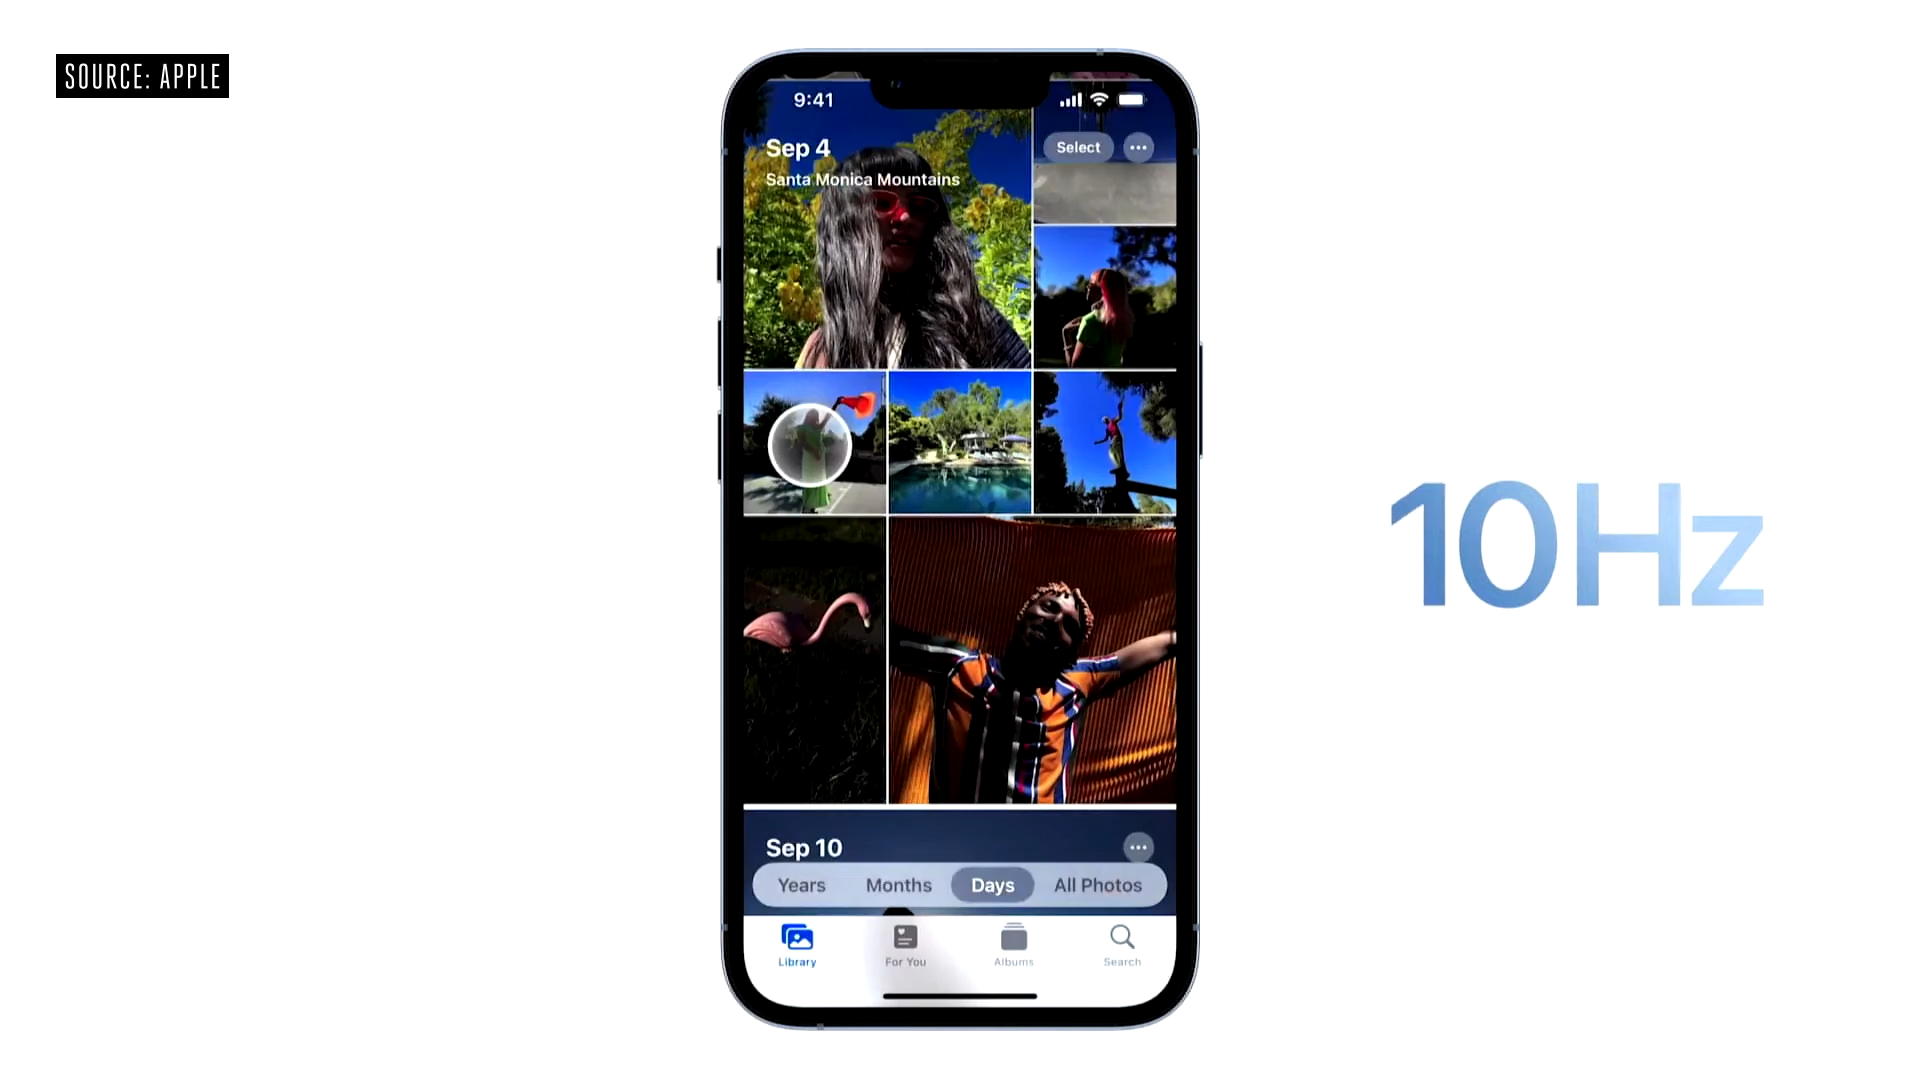 SOURCE: APPLE
9:41
Sep 4
Select
Santa Monica Mountains
10Hz
Sep 10
Years Months Days All Photos
Library For You Albums Search